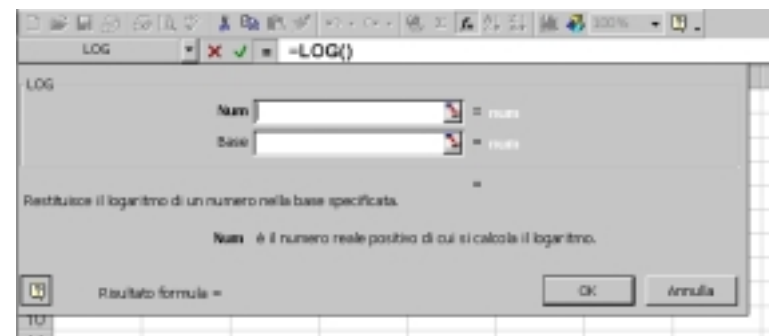 100%
LOG =LOG()
LOG
Num = num
Base = num
=
Restituisce il logaritmo di un numero nella base specificata.
Num è il numero reale positivo di cui si calcola il logaritmo.
Risultato formula = OK Annulla
10